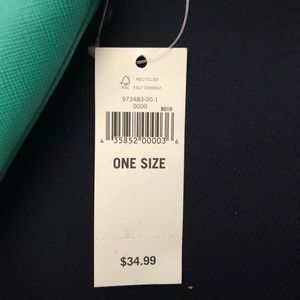 RECYCLED
973483-00-1
0000
B019
4 35852 00003 6
ONE SIZE
$34.99